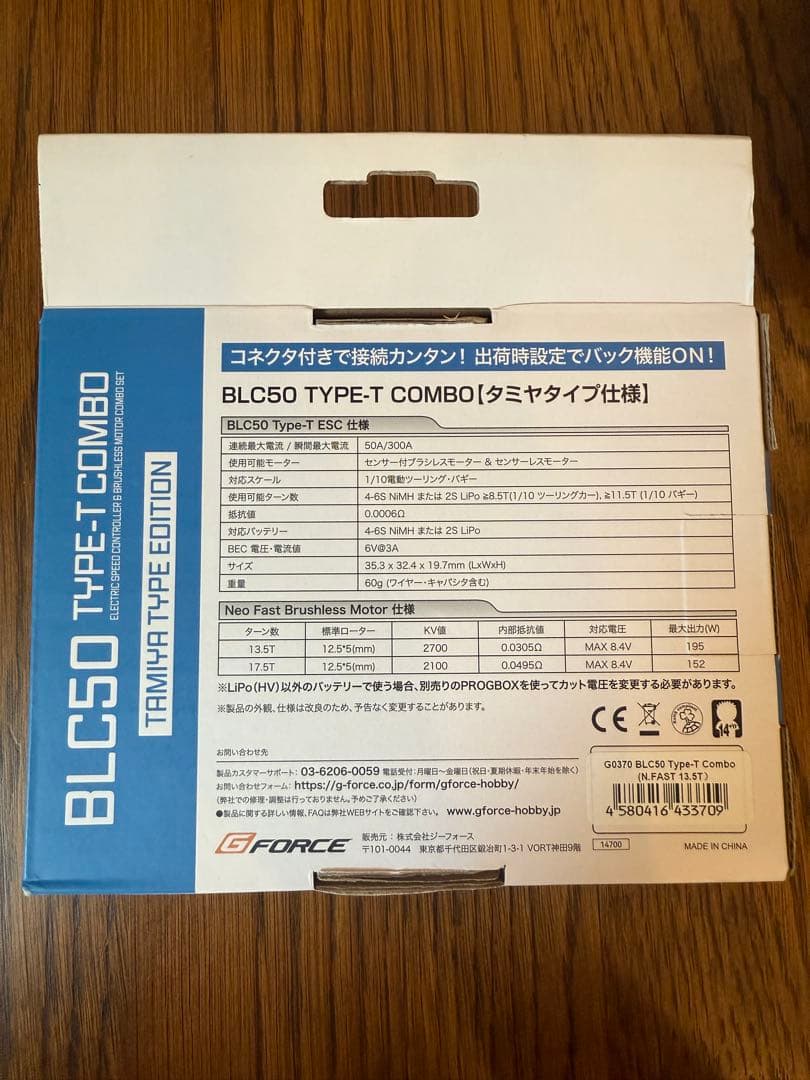 BLC50 TYPE-T COMBO
ELECTRIC SPEED CONTROLLER & BRUSHLESS MOTOR COMBO SET
TAMIYA TYPE EDITION
コネクタ付きで接続カンタン! 出荷時設定でバック機能ON!
BLC50 TYPE-T COMBO【タミヤタイプ仕様】
BLC50 Type-T ESC 仕様
連続最大電流 / 瞬間最大電流 50A/300A
使用可能モーター センサー付ブラシレスモーター & センサーレスモーター
対応スケール 1/10電動ツーリング・バギー
使用可能ターン数 4-6S NiMH または 2S LiPo ≧8.5T(1/10 ツーリングカー), ≧11.5T (1/10 バギー)
抵抗値 0.0006Ω
対応バッテリー 4-6S NiMH または 2S LiPo
BEC 電圧・電流値 6V@3A
サイズ 35.3 x 32.4 x 19.7mm (LxWxH)
重量 60g (ワイヤー・キャパシタ含む)
Neo Fast Brushless Motor 仕様
ターン数 標準ローター KV値 内部抵抗値 対応電圧 最大出力(W)
13.5T 12.5*5(mm) 2700 0.0305Ω MAX 8.4V 195
17.5T 12.5*5(mm) 2100 0.0495Ω MAX 8.4V 152
※LiPo(HV)以外のバッテリーで使う場合、別売りのPROGBOXを使ってカット電圧を変更する必要があります。
※製品の外観、仕様は改良のため、予告なく変更することがあります。
CE
14+
お問い合わせ先
製品カスタマーサポート: 03-6206-0059 電話受付:月曜日〜金曜日(祝日・夏期休暇・年末年始を除く)
お問い合わせフォーム: https://g-force.co.jp/form/gforce-hobby/
(弊社での修理・調整は行っておりません。予めご了承ください)
●製品に関する詳しい情報、FAQは弊社WEBサイトをご確認下さい。 www.gforce-hobby.jp
GFORCE
販売元 : 株式会社ジーフォース
〒101-0044 東京都千代田区鍛冶町1-3-1 VORT神田9階
G0370 BLC50 Type-T Combo
(N.FAST 13.5T)
4 580416 433709
14700
MADE IN CHINA